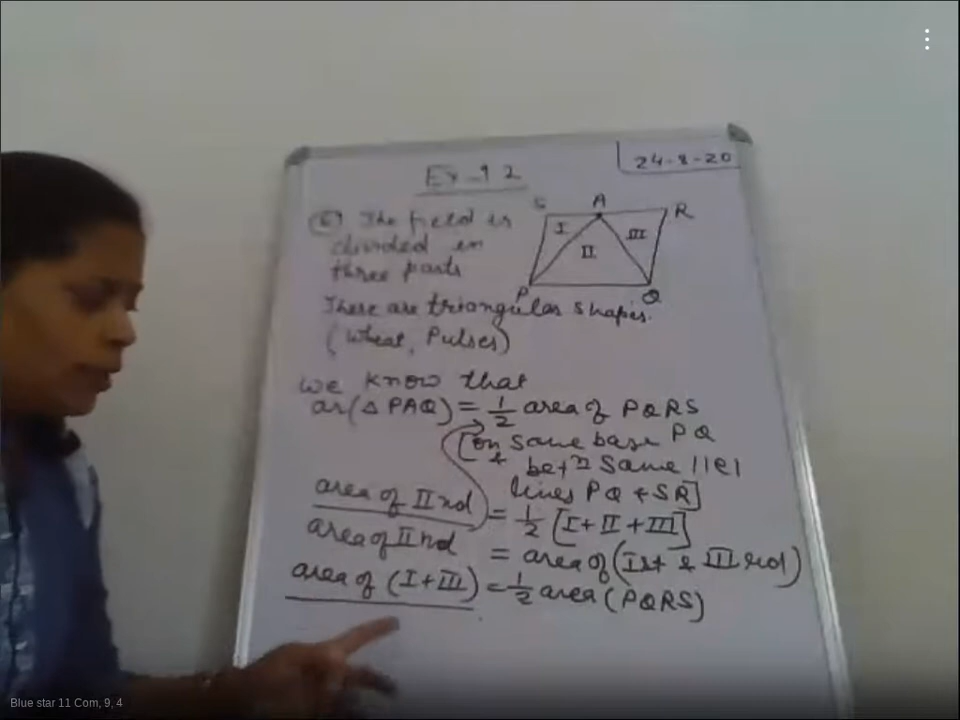 Ex-9.2
24-8-20
(6) The field is
divided in
three parts
These are triangular shapes.
(Wheat, Pulses)
S A R
I II III
P Q
We know that
ar(△ PAQ) = 1/2 area of PQRS
[on same base PQ
& betn same ||el
lines PQ & SR]
area of IInd = 1/2 [I + II + III]
area of IInd = area of (Ist & IIIrd)
area of (I + III) = 1/2 area (PQRS)
Blue star 11 Com, 9, 4